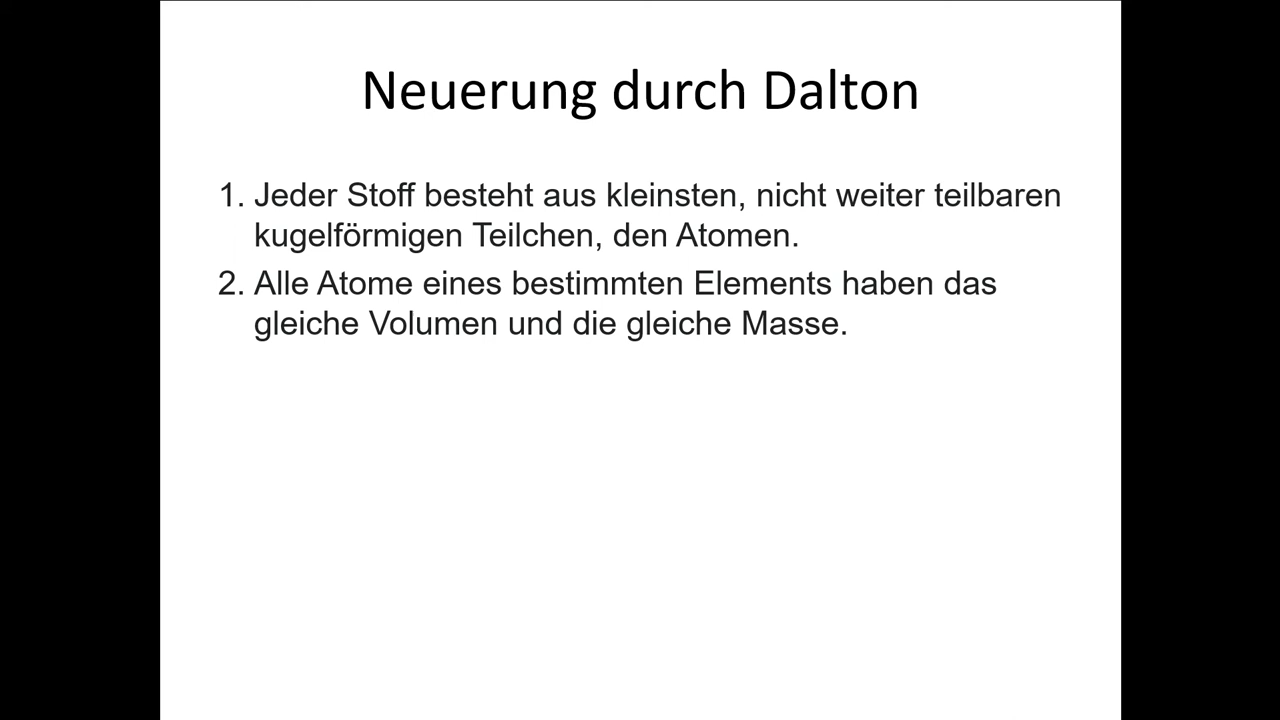 Neuerung durch Dalton
1. Jeder Stoff besteht aus kleinsten, nicht weiter teilbaren
kugelförmigen Teilchen, den Atomen.
2. Alle Atome eines bestimmten Elements haben das
gleiche Volumen und die gleiche Masse.